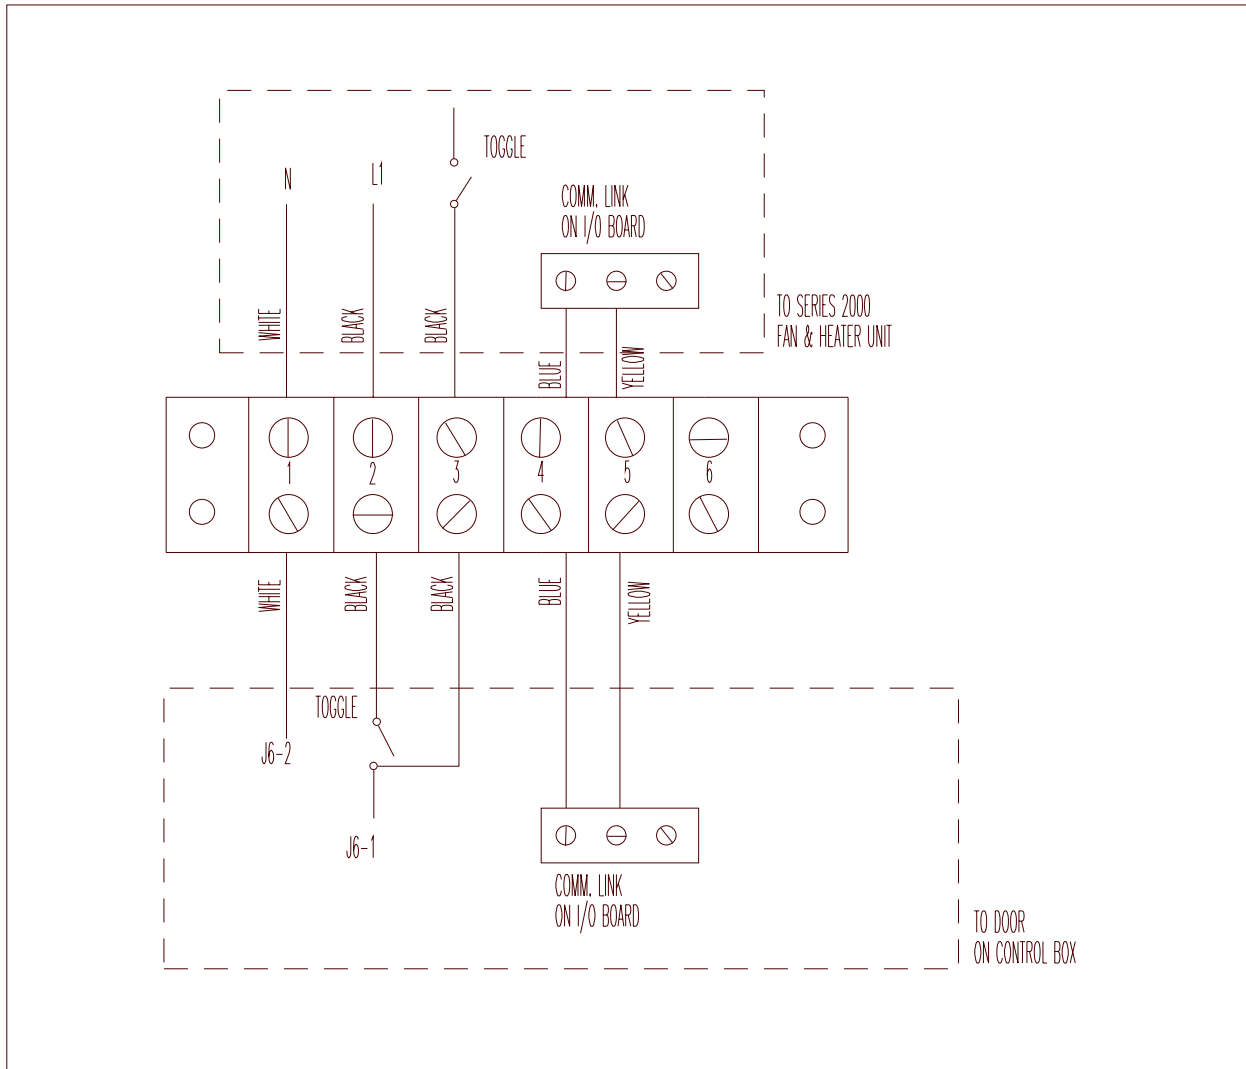 TOGGLE
N
L1
COMM. LINK
ON I/O BOARD
WHITE
BLACK
BLACK
TO SERIES 2000
FAN & HEATER UNIT
BLUE
YELLOW
1
2
3
4
5
6
WHITE
BLACK
BLACK
BLUE
YELLOW
TOGGLE
J6-2
J6-1
COMM. LINK
ON I/O BOARD
TO DOOR
ON CONTROL BOX